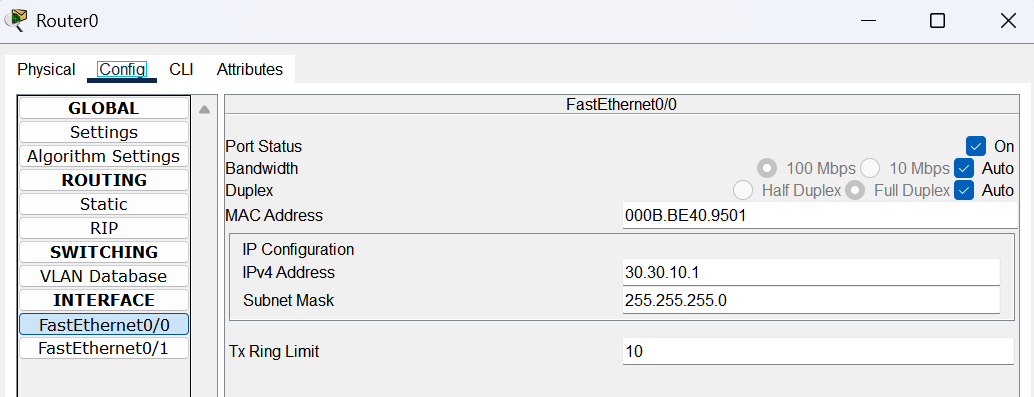 Router0
Physical Config CLI Attributes
GLOBAL
Settings
Algorithm Settings
ROUTING
Static
RIP
SWITCHING
VLAN Database
INTERFACE
FastEthernet0/0
FastEthernet0/1
FastEthernet0/0
Port Status On
Bandwidth 100 Mbps 10 Mbps Auto
Duplex Half Duplex Full Duplex Auto
MAC Address 000B.BE40.9501
IP Configuration
IPv4 Address 30.30.10.1
Subnet Mask 255.255.255.0
Tx Ring Limit 10